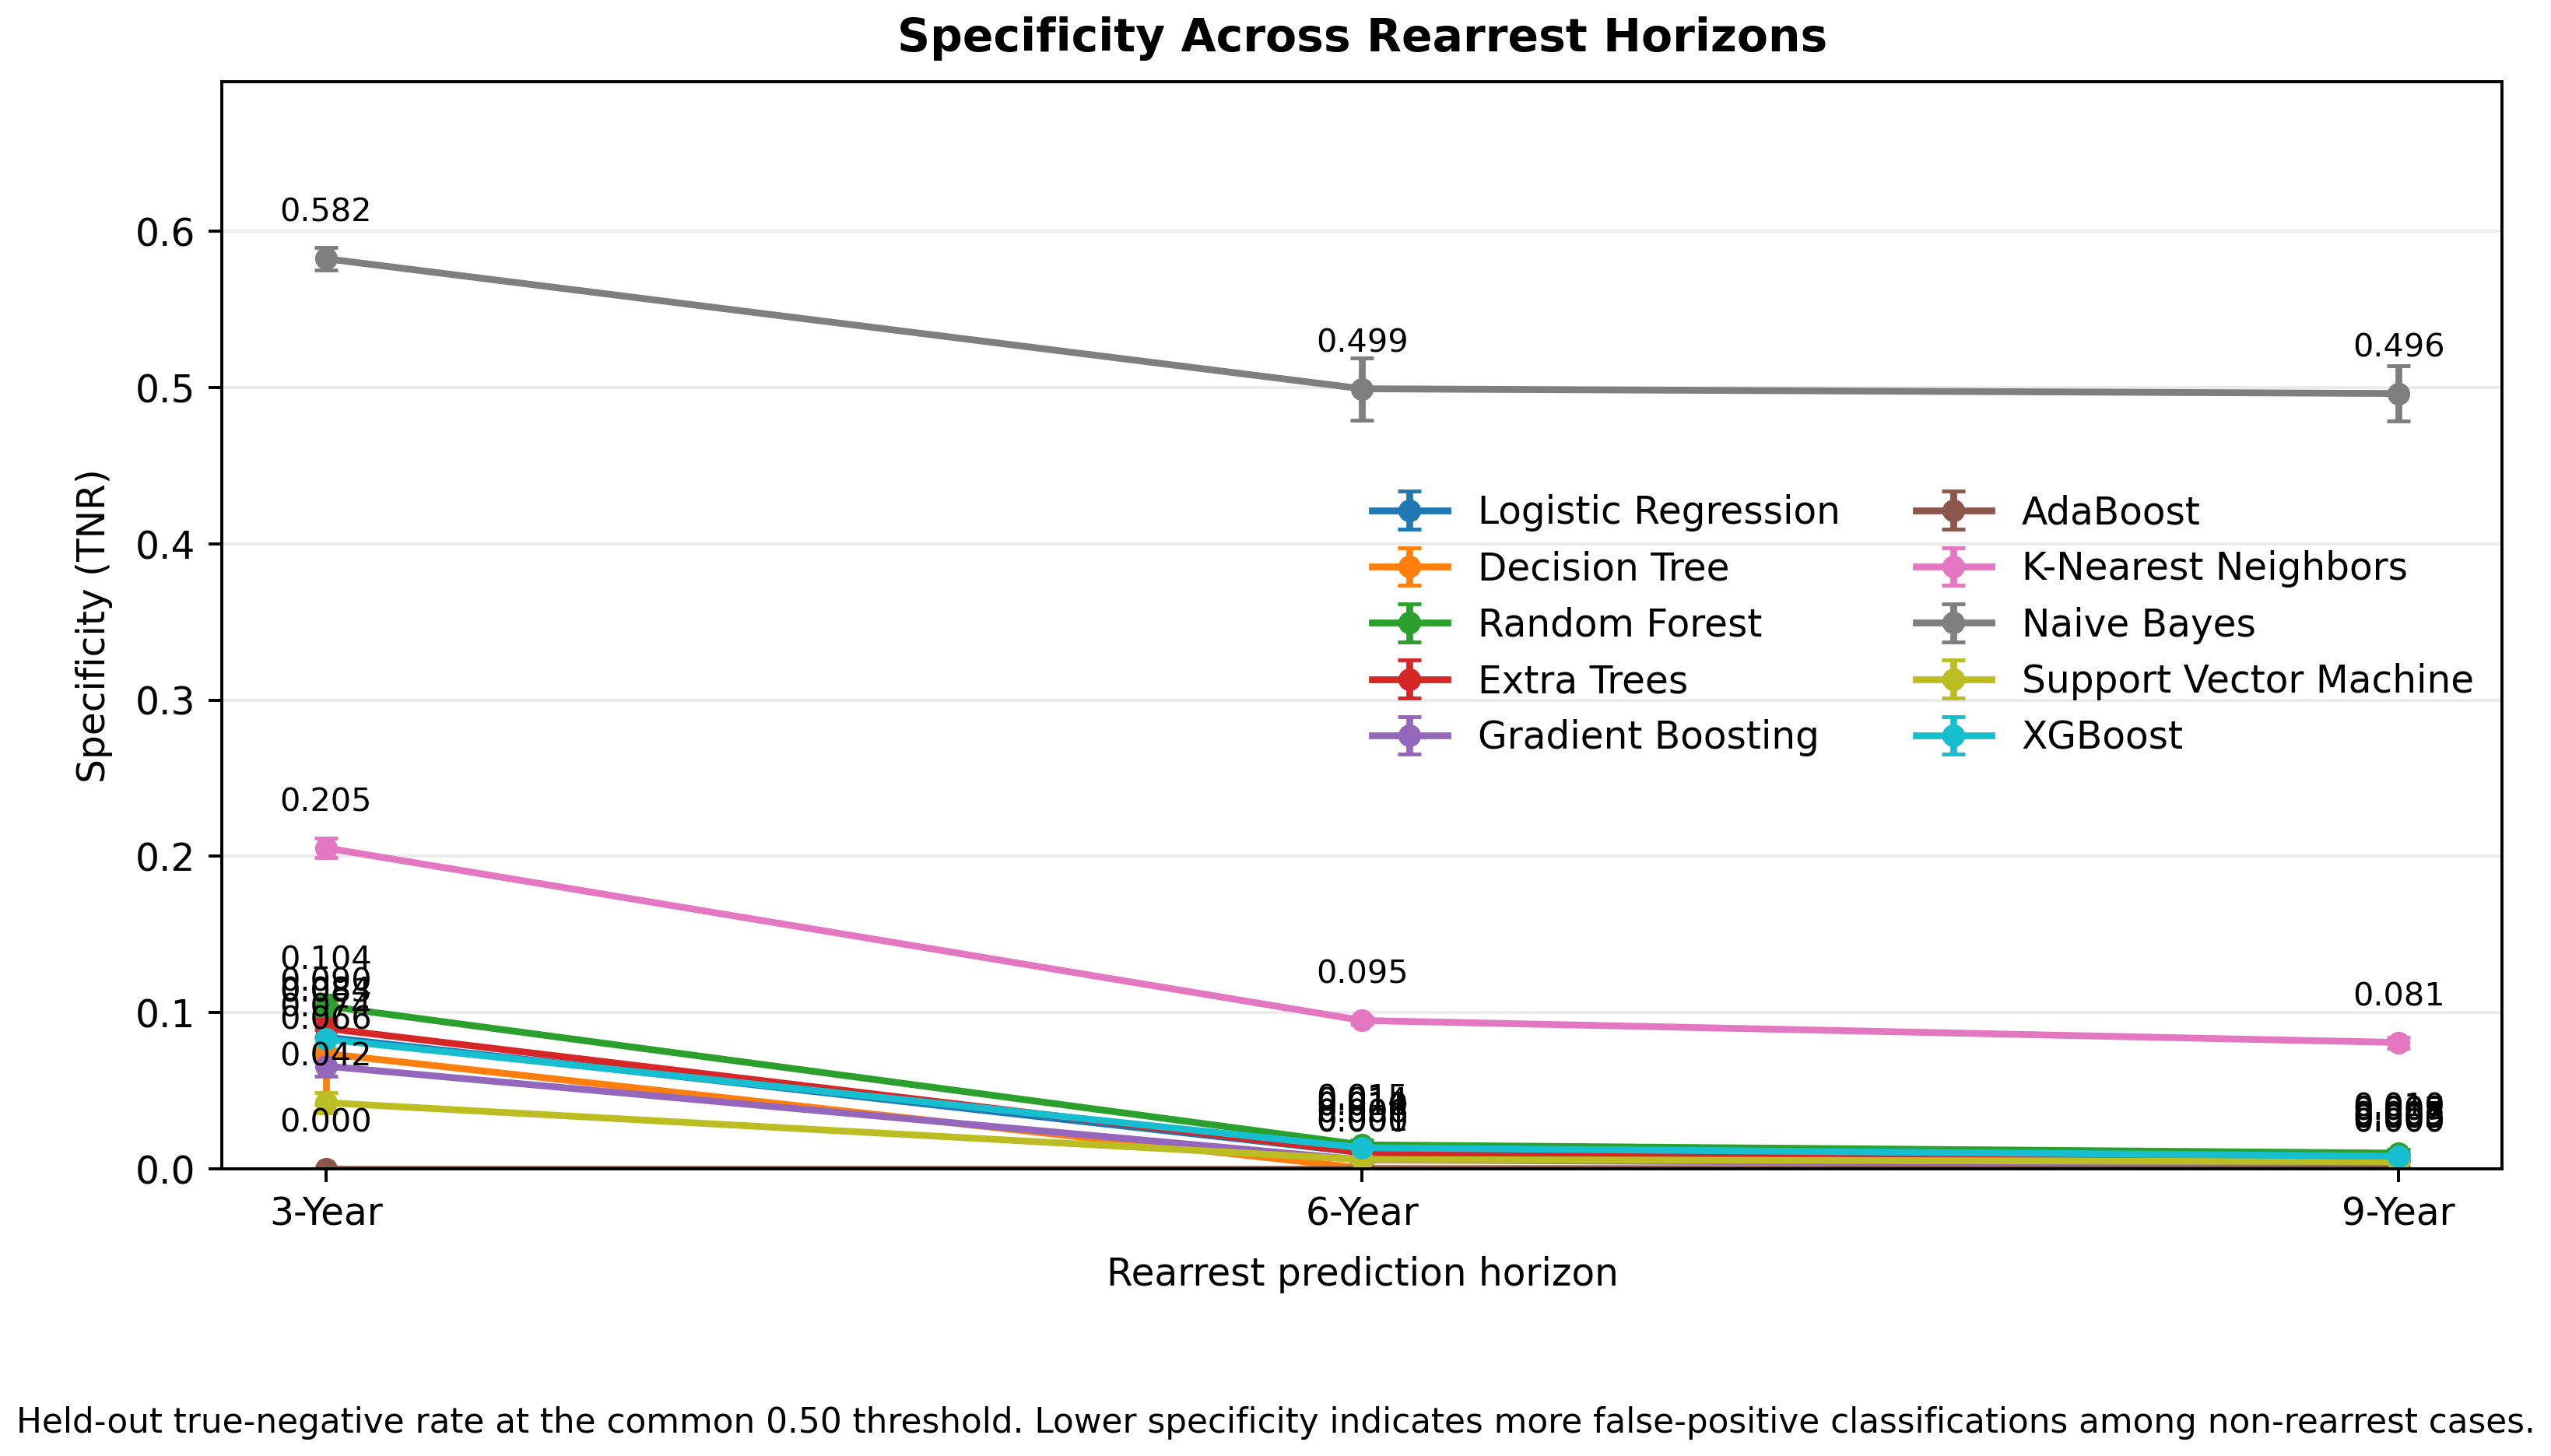 Specificity Across Rearrest Horizons
Specificity (TNR)
0.6
0.5
0.4
0.3
0.2
0.1
0.0
0.582
0.499
0.496
0.205
0.095
0.081
0.104
0.066
0.042
0.000
Logistic Regression
Decision Tree
Random Forest
Extra Trees
Gradient Boosting
AdaBoost
K-Nearest Neighbors
Naive Bayes
Support Vector Machine
XGBoost
3-Year
6-Year
9-Year
Rearrest prediction horizon
Held-out true-negative rate at the common 0.50 threshold. Lower specificity indicates more false-positive classifications among non-rearrest cases.